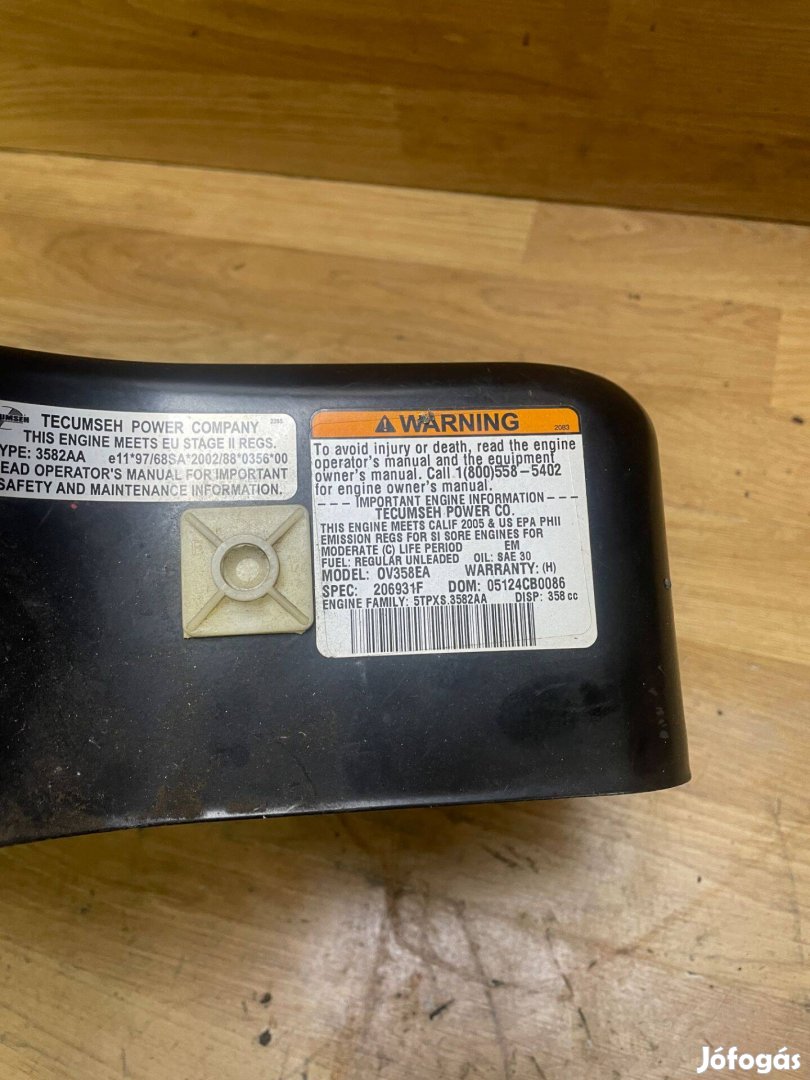 UMSEH
TECUMSEH POWER COMPANY
THIS ENGINE MEETS EU STAGE II REGS.
YPE: 3582AA e11*97/68SA*2002/88*0356*00
EAD OPERATOR'S MANUAL FOR IMPORTANT
SAFETY AND MAINTENANCE INFORMATION.
WARNING
2083
To avoid injury or death, read the engine
operator's manual and the equipment
owner's manual. Call 1(800)558-5402
for engine owner's manual.
--- IMPORTANT ENGINE INFORMATION ---
TECUMSEH POWER CO.
THIS ENGINE MEETS CALIF 2005 & US EPA PHII
EMISSION REGS FOR SI SORE ENGINES FOR
MODERATE (C) LIFE PERIOD EM
FUEL: REGULAR UNLEADED OIL: SAE 30
MODEL: OV358EA WARRANTY: (H)
SPEC: 206931F DOM: 05124CB0086
ENGINE FAMILY: 5TPXS.3582AA DISP: 358 cc
Jófogás